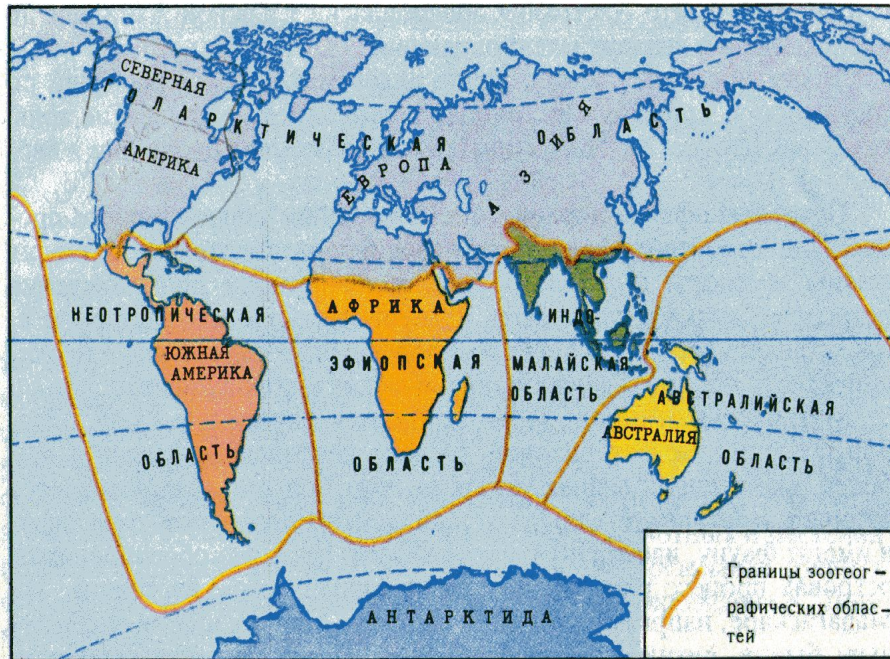 СЕВЕРНАЯ
АМЕРИКА
ГОЛАРКТИЧЕСКАЯ ОБЛАСТЬ
ЕВРОПА
АЗИЯ
НЕОТРОПИЧЕСКАЯ
ОБЛАСТЬ
ЮЖНАЯ
АМЕРИКА
АФРИКА
ЭФИОПСКАЯ
ОБЛАСТЬ
ИНДО-
МАЛАЙСКАЯ
ОБЛАСТЬ
АВСТРАЛИЙСКАЯ
ОБЛАСТЬ
АВСТРАЛИЯ
АНТАРКТИДА
Границы зоогеог-
рафических облас-
тей